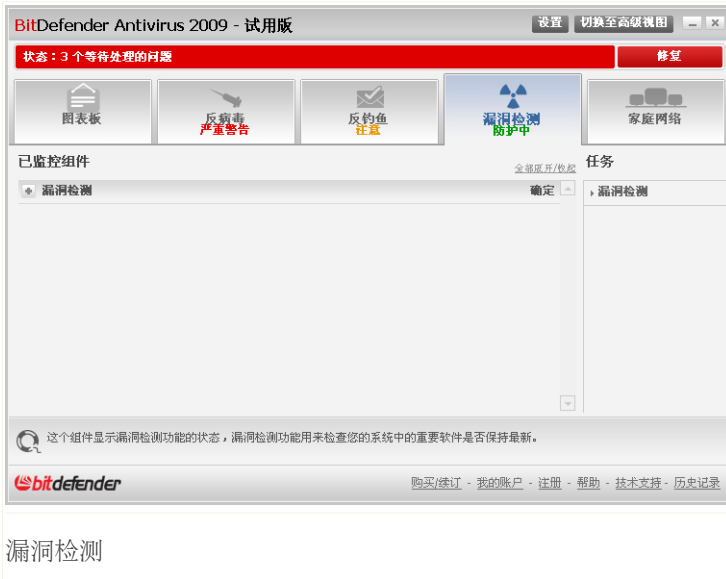 BitDefender Antivirus 2009 - 试用版
设置 切换至高级视图
状态：3 个等待处理的问题 修复
图表板 反病毒 反钓鱼 漏洞检测 家庭网络
严重警告 注意 防护中
已监控组件 全部展开/收起 任务
漏洞检测 确定 漏洞检测
这个组件显示漏洞检测功能的状态，漏洞检测功能用来检查您的系统中的重要软件是否保持最新。
bitdefender 购买/续订 - 我的账户 - 注册 - 帮助 - 技术支持 - 历史记录
漏洞检测